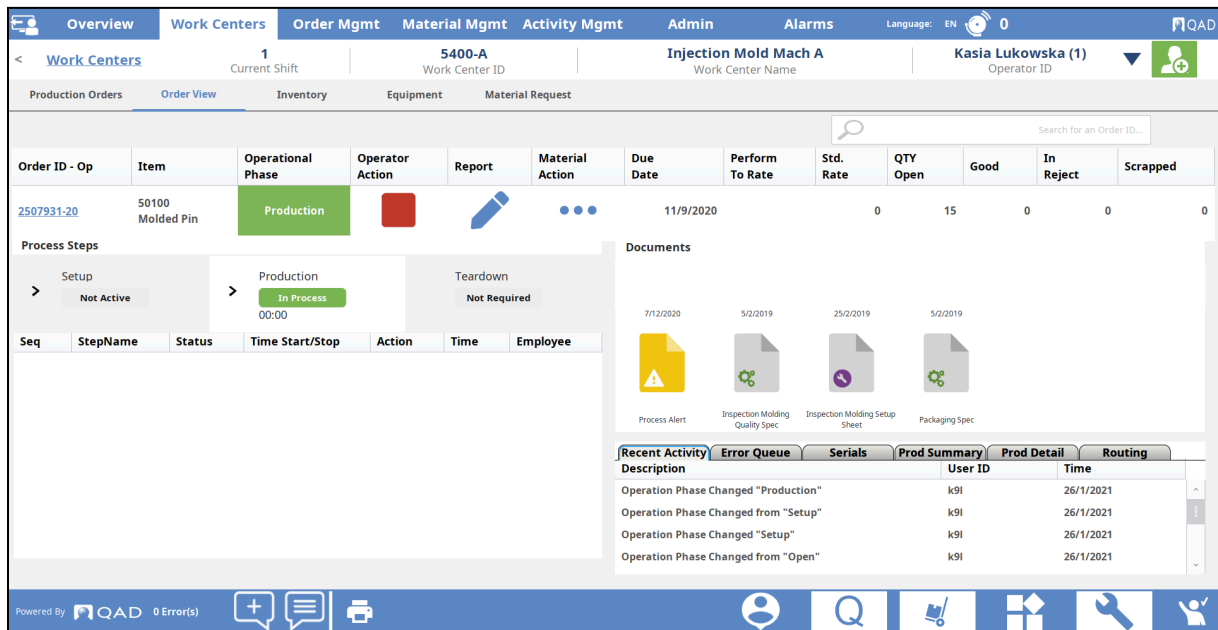 Overview Work Centers Order Mgmt Material Mgmt Activity Mgmt Admin Alarms Language: EN 0 QAD
< Work Centers 1 5400-A Injection Mold Mach A Kasia Lukowska (1)
Current Shift Work Center ID Work Center Name Operator ID
Production Orders Order View Inventory Equipment Material Request
Search for an Order ID...
Order ID - Op Item Operational Phase Operator Action Report Material Action Due Date Perform To Rate Std. Rate QTY Open Good In Reject Scrapped
2507931-20 50100 Molded Pin Production 11/9/2020 0 15 0 0 0
Process Steps
Setup Production Teardown
Not Active In Process Not Required
00:00
Seq StepName Status Time Start/Stop Action Time Employee
Documents
7/12/2020 5/2/2019 25/2/2019 5/2/2019
Process Alert Inspection Molding Quality Spec Inspection Molding Setup Sheet Packaging Spec
Recent Activity Error Queue Serials Prod Summary Prod Detail Routing
Description User ID Time
Operation Phase Changed "Production" k9l 26/1/2021
Operation Phase Changed from "Setup" k9l 26/1/2021
Operation Phase Changed "Setup" k9l 26/1/2021
Operation Phase Changed from "Open" k9l 26/1/2021
Powered By QAD 0 Error(s) Q